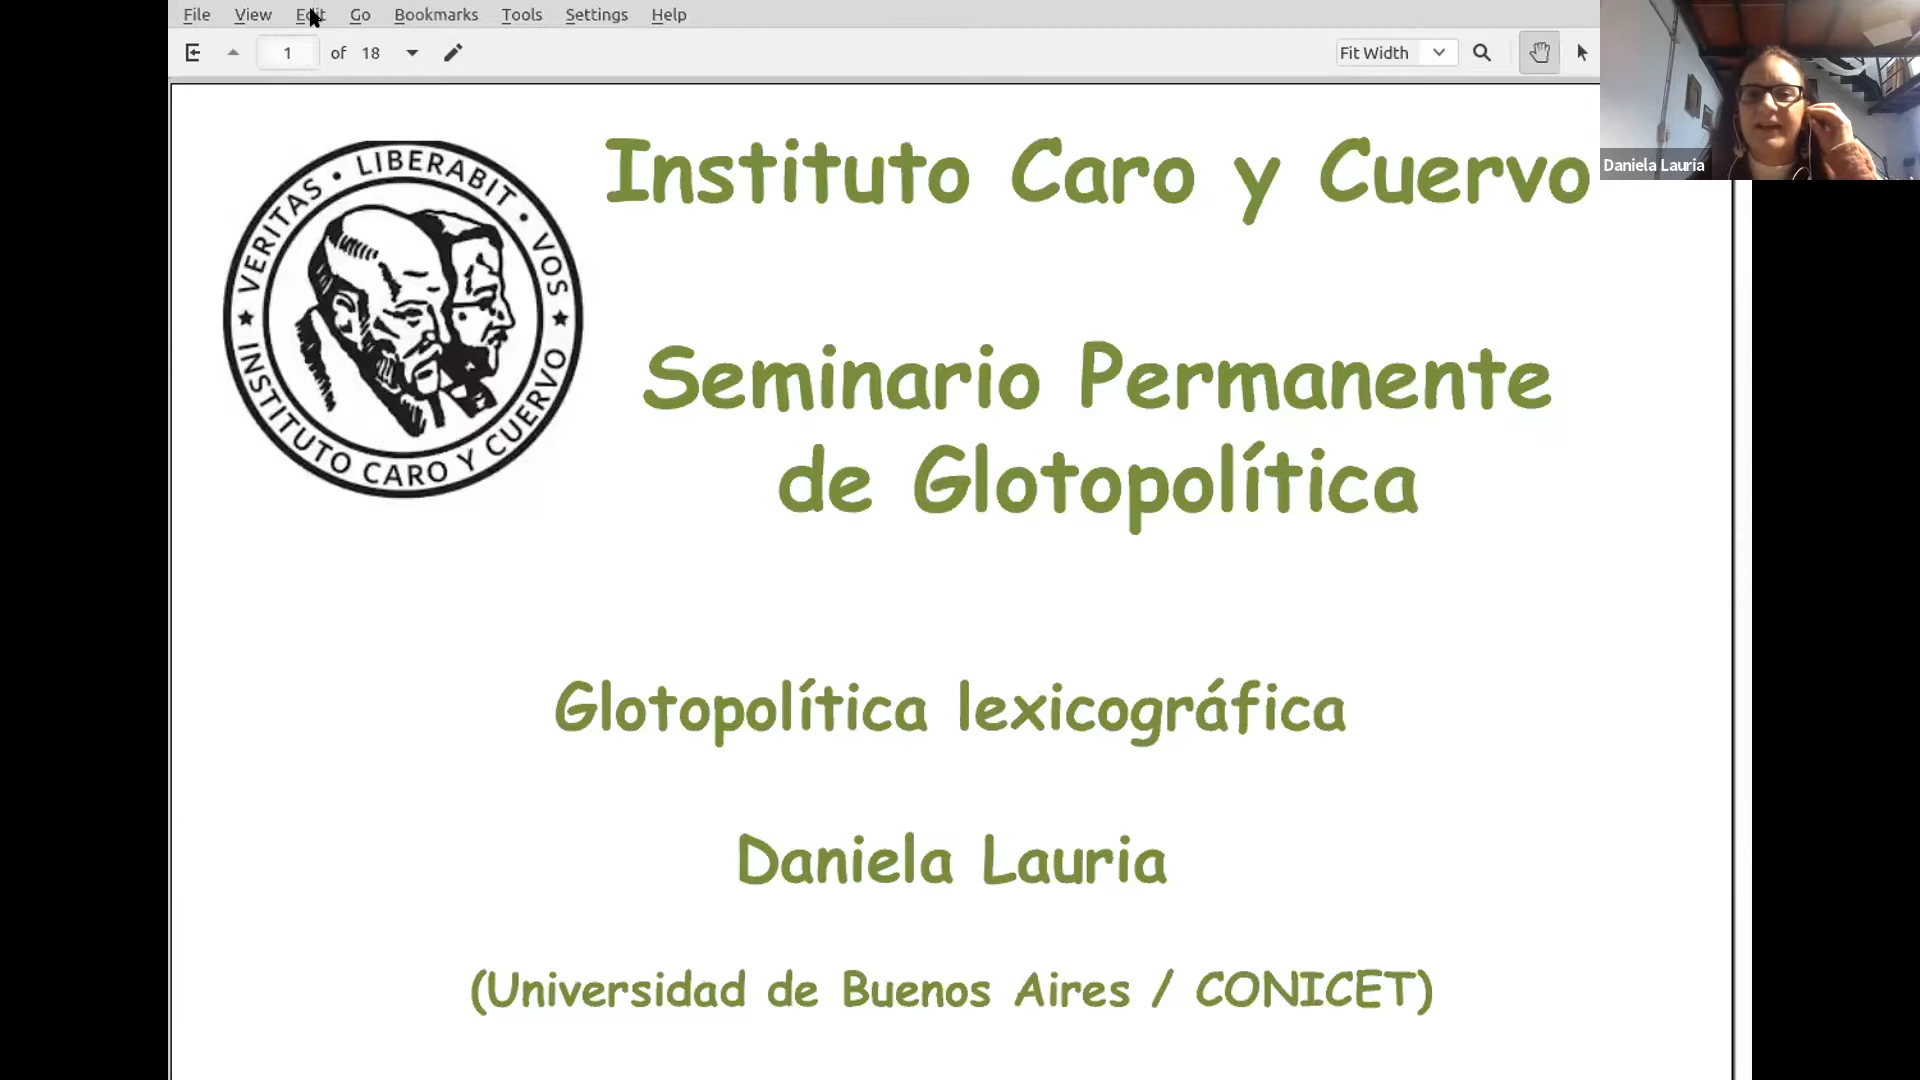 File View Edit Go Bookmarks Tools Settings Help
1 of 18 Fit Width
Daniela Lauria
VERITAS • LIBERABIT • VOS
INSTITUTO CARO Y CUERVO
Instituto Caro y Cuervo
Seminario Permanente
de Glotopolítica
Glotopolítica lexicográfica
Daniela Lauria
(Universidad de Buenos Aires / CONICET)